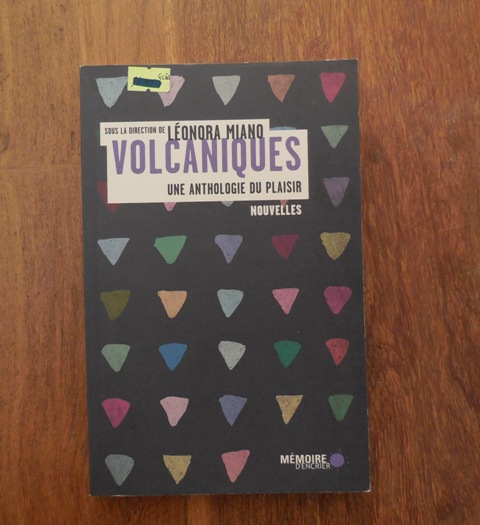 SOUS LA DIRECTION DE LÉONORA MIANO
VOLCANIQUES
UNE ANTHOLOGIE DU PLAISIR
NOUVELLES
MÉMOIRE
D'ENCRIER